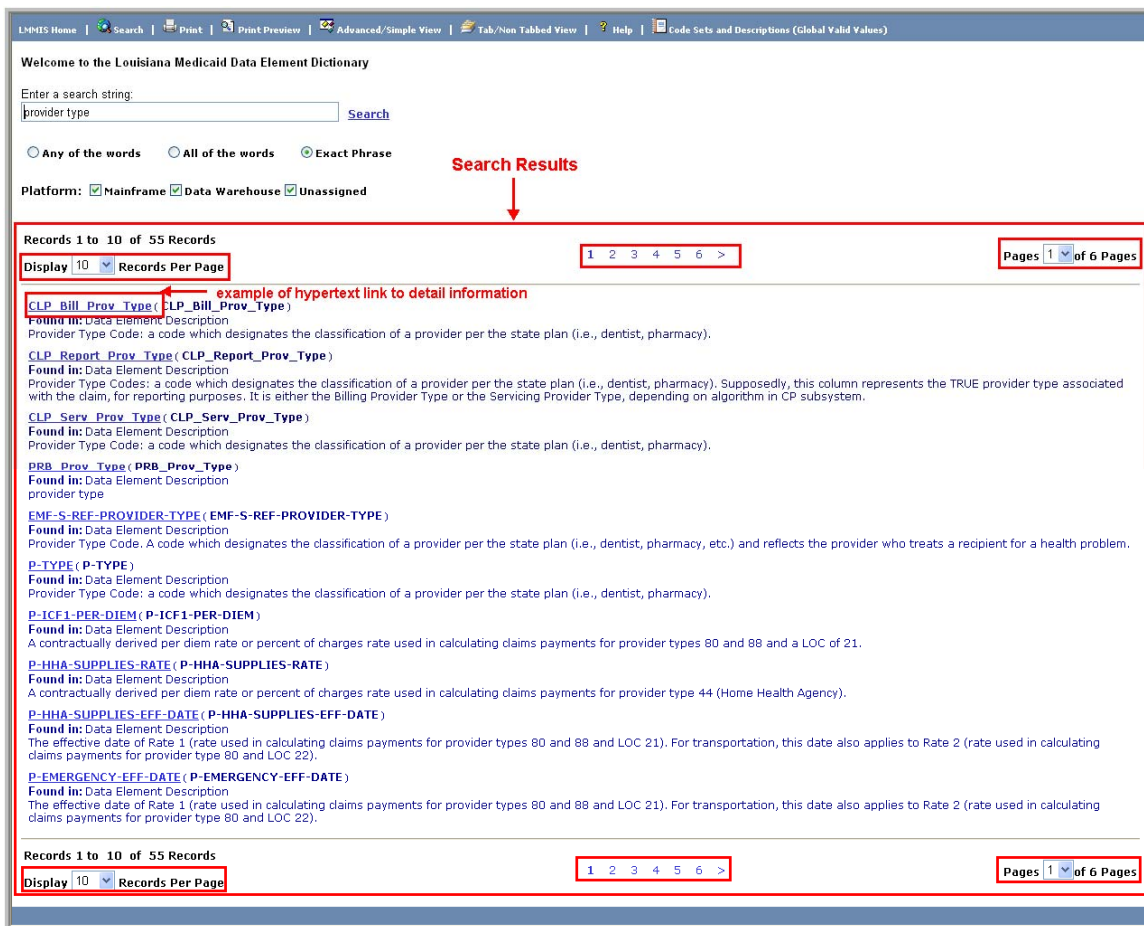 LMMIS Home | Search | Print | Print Preview | Advanced/Simple View | Tab/Non Tabbed View | Help | Code Sets and Descriptions (Global Valid Values)
Welcome to the Louisiana Medicaid Data Element Dictionary
Enter a search string:
provider type Search
Any of the words All of the words Exact Phrase
Search Results
Platform: Mainframe Data Warehouse Unassigned
Records 1 to 10 of 55 Records
Display 10 Records Per Page 1 2 3 4 5 6 > Pages 1 of 6 Pages
example of hypertext link to detail information
CLP_Bill_Prov_Type( CLP_Bill_Prov_Type)
Found in: Data Element Description
Provider Type Code: a code which designates the classification of a provider per the state plan (i.e., dentist, pharmacy).
CLP_Report_Prov_Type( CLP_Report_Prov_Type)
Found in: Data Element Description
Provider Type Codes: a code which designates the classification of a provider per the state plan (i.e., dentist, pharmacy). Supposedly, this column represents the TRUE provider type associated
with the claim, for reporting purposes. It is either the Billing Provider Type or the Servicing Provider Type, depending on algorithm in CP subsystem.
CLP_Serv_Prov_Type( CLP_Serv_Prov_Type)
Found in: Data Element Description
Provider Type Code: a code which designates the classification of a provider per the state plan (i.e., dentist, pharmacy).
PRB_Prov_Type( PRB_Prov_Type)
Found in: Data Element Description
provider type
EMF-S-REF-PROVIDER-TYPE( EMF-S-REF-PROVIDER-TYPE)
Found in: Data Element Description
Provider Type Code. A code which designates the classification of a provider per the state plan (i.e., dentist, pharmacy, etc.) and reflects the provider who treats a recipient for a health problem.
P-TYPE( P-TYPE)
Found in: Data Element Description
Provider Type Code: a code which designates the classification of a provider per the state plan (i.e., dentist, pharmacy).
P-ICF1-PER-DIEM( P-ICF1-PER-DIEM)
Found in: Data Element Description
A contractually derived per diem rate or percent of charges rate used in calculating claims payments for provider types 80 and 88 and a LOC of 21.
P-HHA-SUPPLIES-RATE( P-HHA-SUPPLIES-RATE)
Found in: Data Element Description
A contractually derived per diem rate or percent of charges rate used in calculating claims payments for provider type 44 (Home Health Agency).
P-HHA-SUPPLIES-EFF-DATE( P-HHA-SUPPLIES-EFF-DATE)
Found in: Data Element Description
The effective date of Rate 1 (rate used in calculating claims payments for provider types 80 and 88 and LOC 21). For transportation, this date also applies to Rate 2 (rate used in calculating
claims payments for provider type 80 and LOC 22).
P-EMERGENCY-EFF-DATE( P-EMERGENCY-EFF-DATE)
Found in: Data Element Description
The effective date of Rate 1 (rate used in calculating claims payments for provider types 80 and 88 and LOC 21). For transportation, this date also applies to Rate 2 (rate used in calculating
claims payments for provider type 80 and LOC 22).
Records 1 to 10 of 55 Records
Display 10 Records Per Page 1 2 3 4 5 6 > Pages 1 of 6 Pages